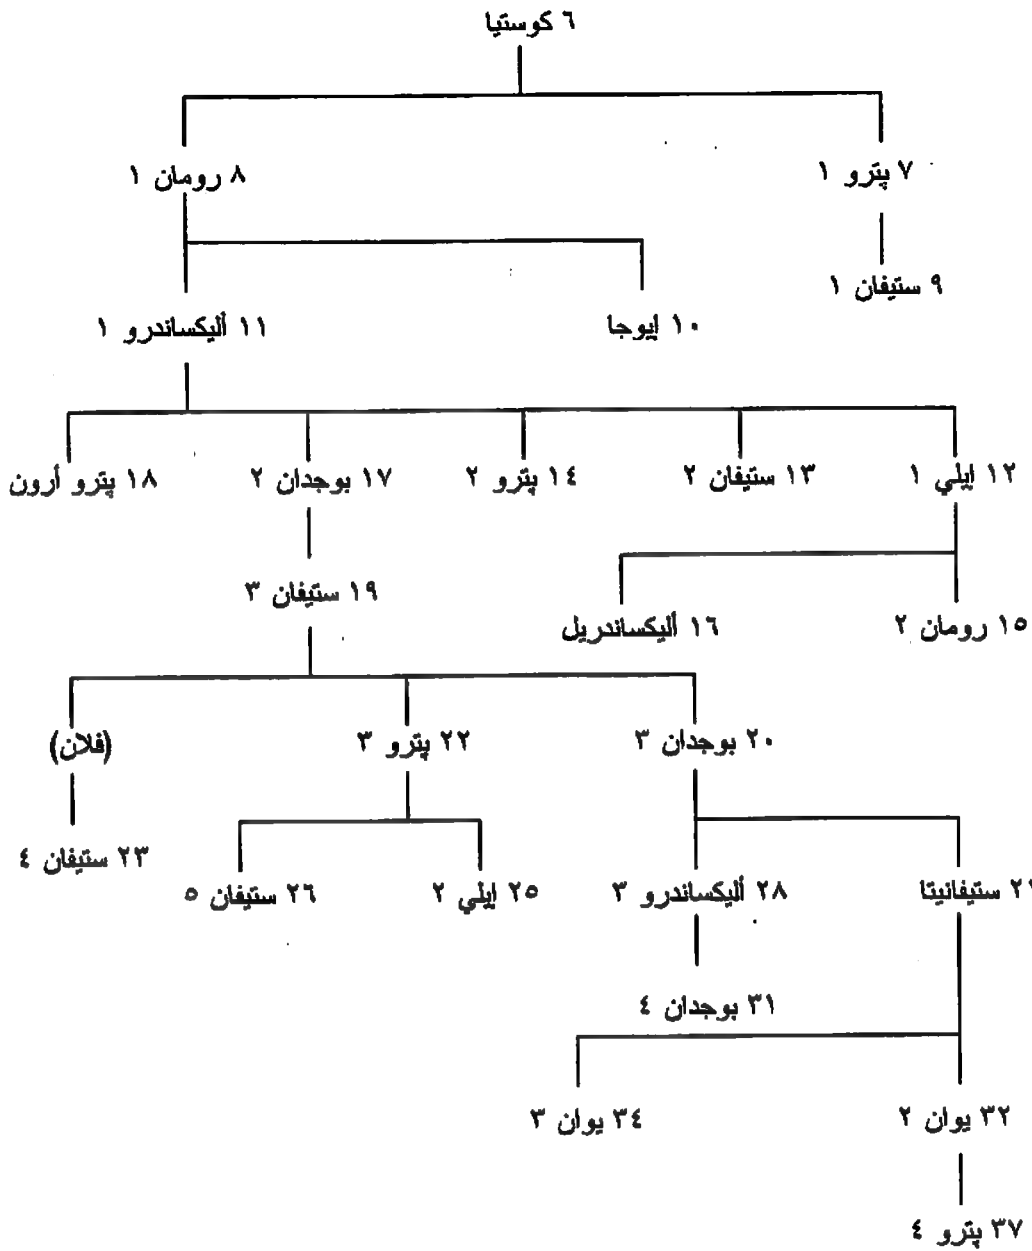 ٦ كوستيا
٧ پترو ١
٨ رومان ١
٩ ستيفان ١
١٠ إيوجا
١١ أليكساندرو ١
١٢ إيلي ١
١٣ ستيفان ٢
١٤ پترو ٢
١٧ بوجدان ٢
١٨ پترو أرون
١٩ ستيفان ٣
١٥ رومان ٢
١٦ أليكساندريل
٢٠ بوجدان ٣
٢٢ پترو ٣
(فلان)
٢٣ ستيفان ٤
ستيفانيتا
٢٨ أليكساندرو ٣
٢٥ إيلي ٢
٢٦ ستيفان ٥
٣١ بوجدان ٤
٣٢ يوان ٢
٣٤ يوان ٣
٣٧ پترو ٤